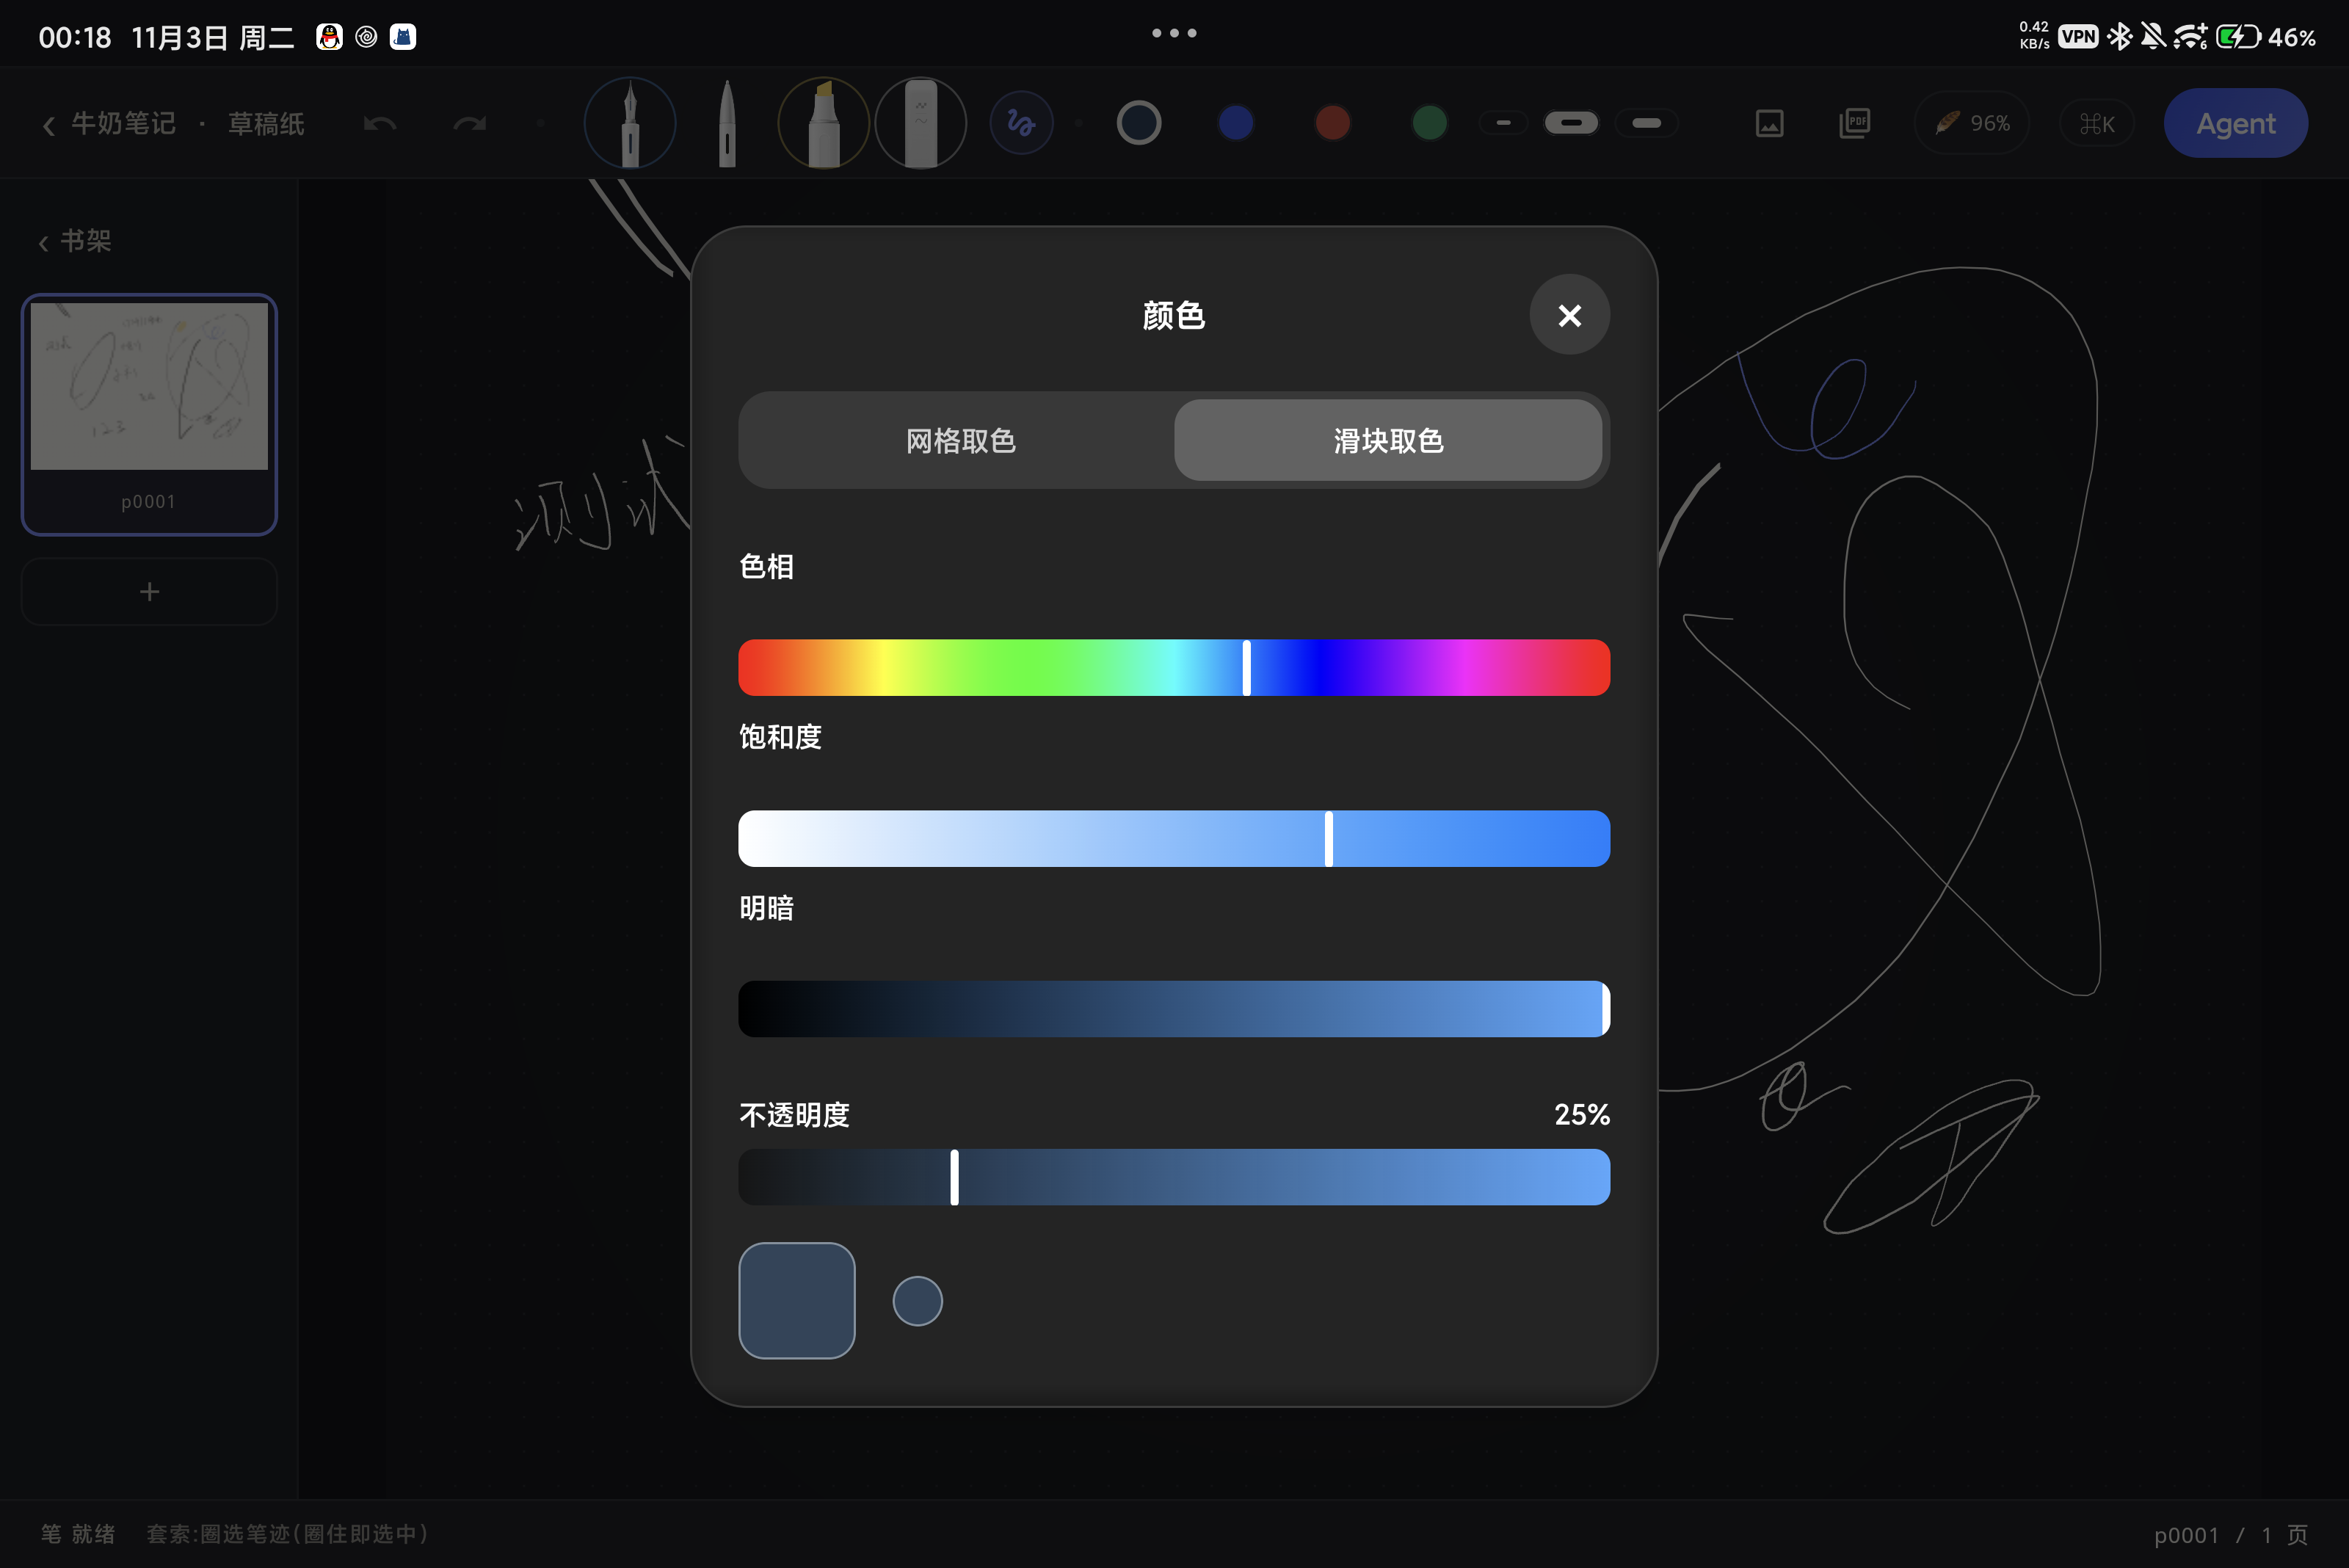 00:18 11月3日 周二
0.42 KB/s VPN 6 46%
牛奶笔记 · 草稿纸
PDF
96%
⌘K
Agent
书架
p0001
+
测试
颜色
网格取色 滑块取色
色相
饱和度
明暗
不透明度 25%
笔 就绪 套索:圈选笔迹(圈住即选中)
p0001 / 1 页